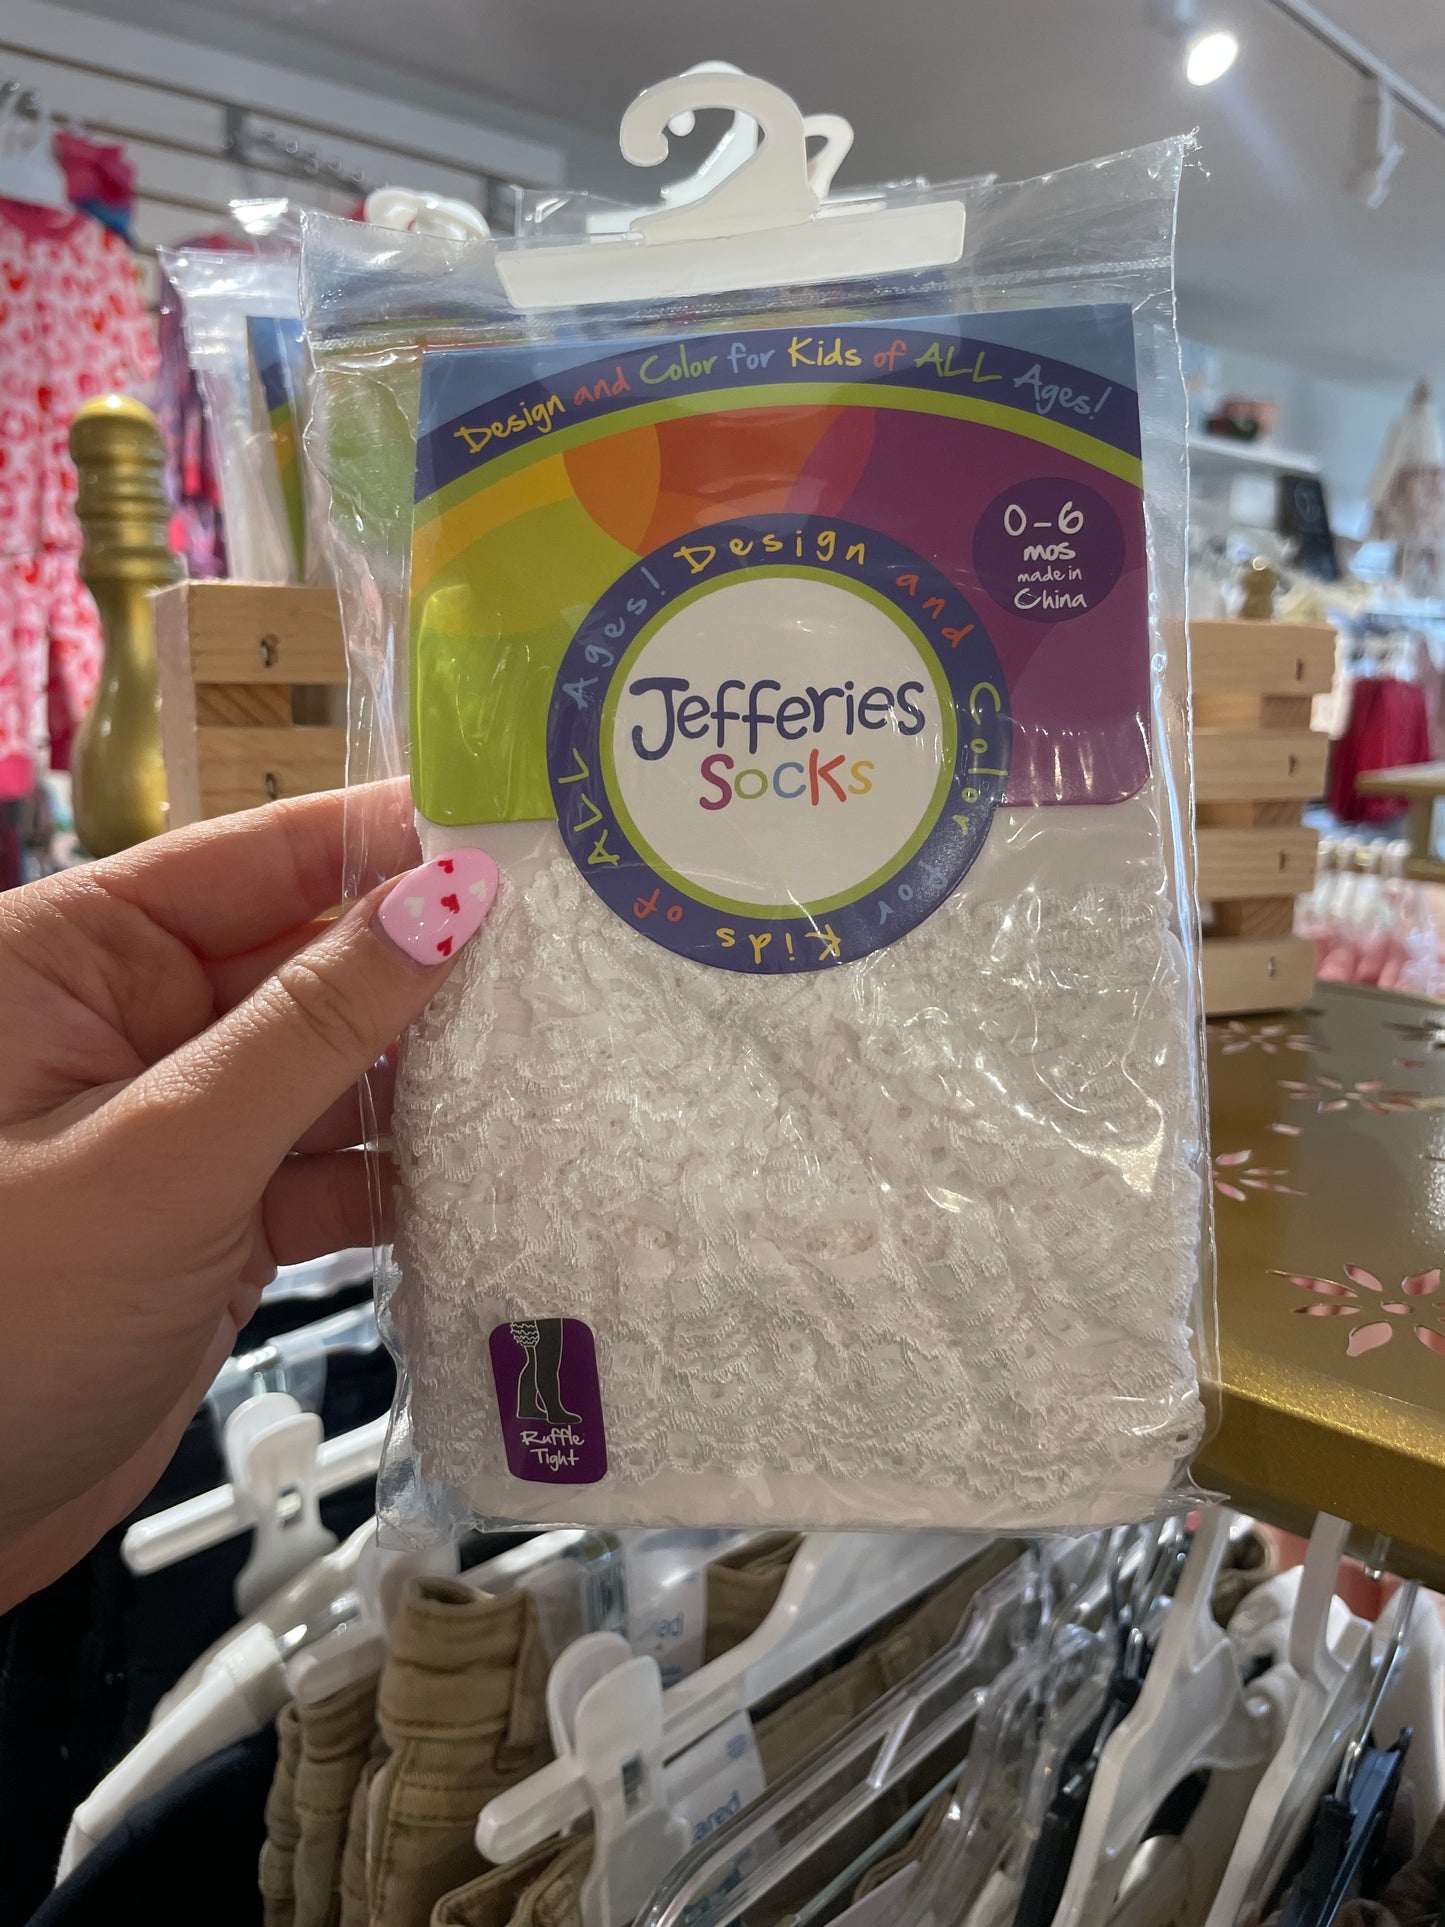 Design and Color for Kids of ALL Ages!
0-6
mos
made in
China
Design and Color for Kids of ALL Ages!
Jefferies
Socks
Ruffle
Tight